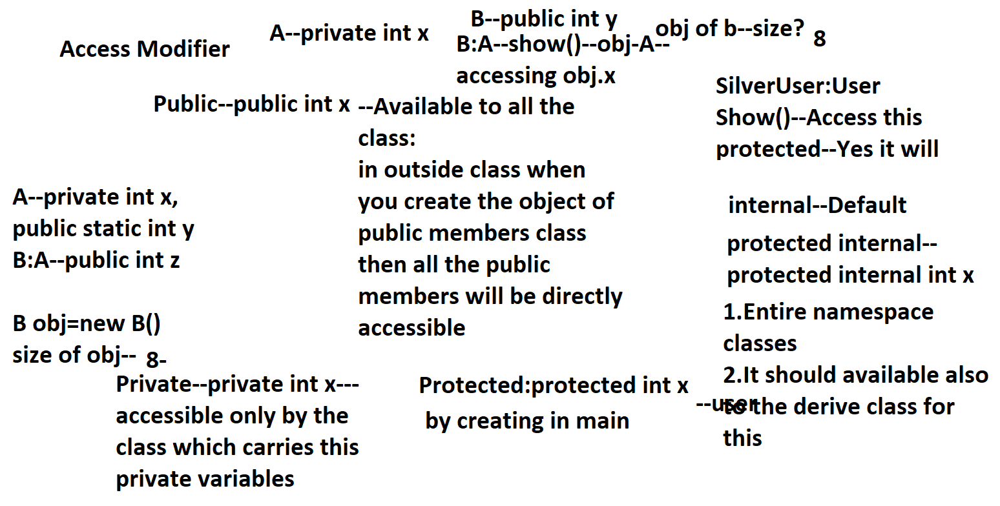 Access Modifier
A--private int x
B--public int y
B:A--show()--obj-A--
accessing obj.x
obj of b--size?
8
Public--public int x
--Available to all the
class:
in outside class when
you create the object of
public members class
then all the public
members will be directly
accessible
SilverUser:User
Show()--Access this
protected--Yes it will
A--private int x,
public static int y
B:A--public int z
B obj=new B()
size of obj--
8-
internal--Default
protected internal--
protected internal int x
1.Entire namespace
classes
2.It should available also
to the derive class for
this
Private--private int x---
accessible only by the
class which carries this
private variables
Protected:protected int x
by creating in main
--user